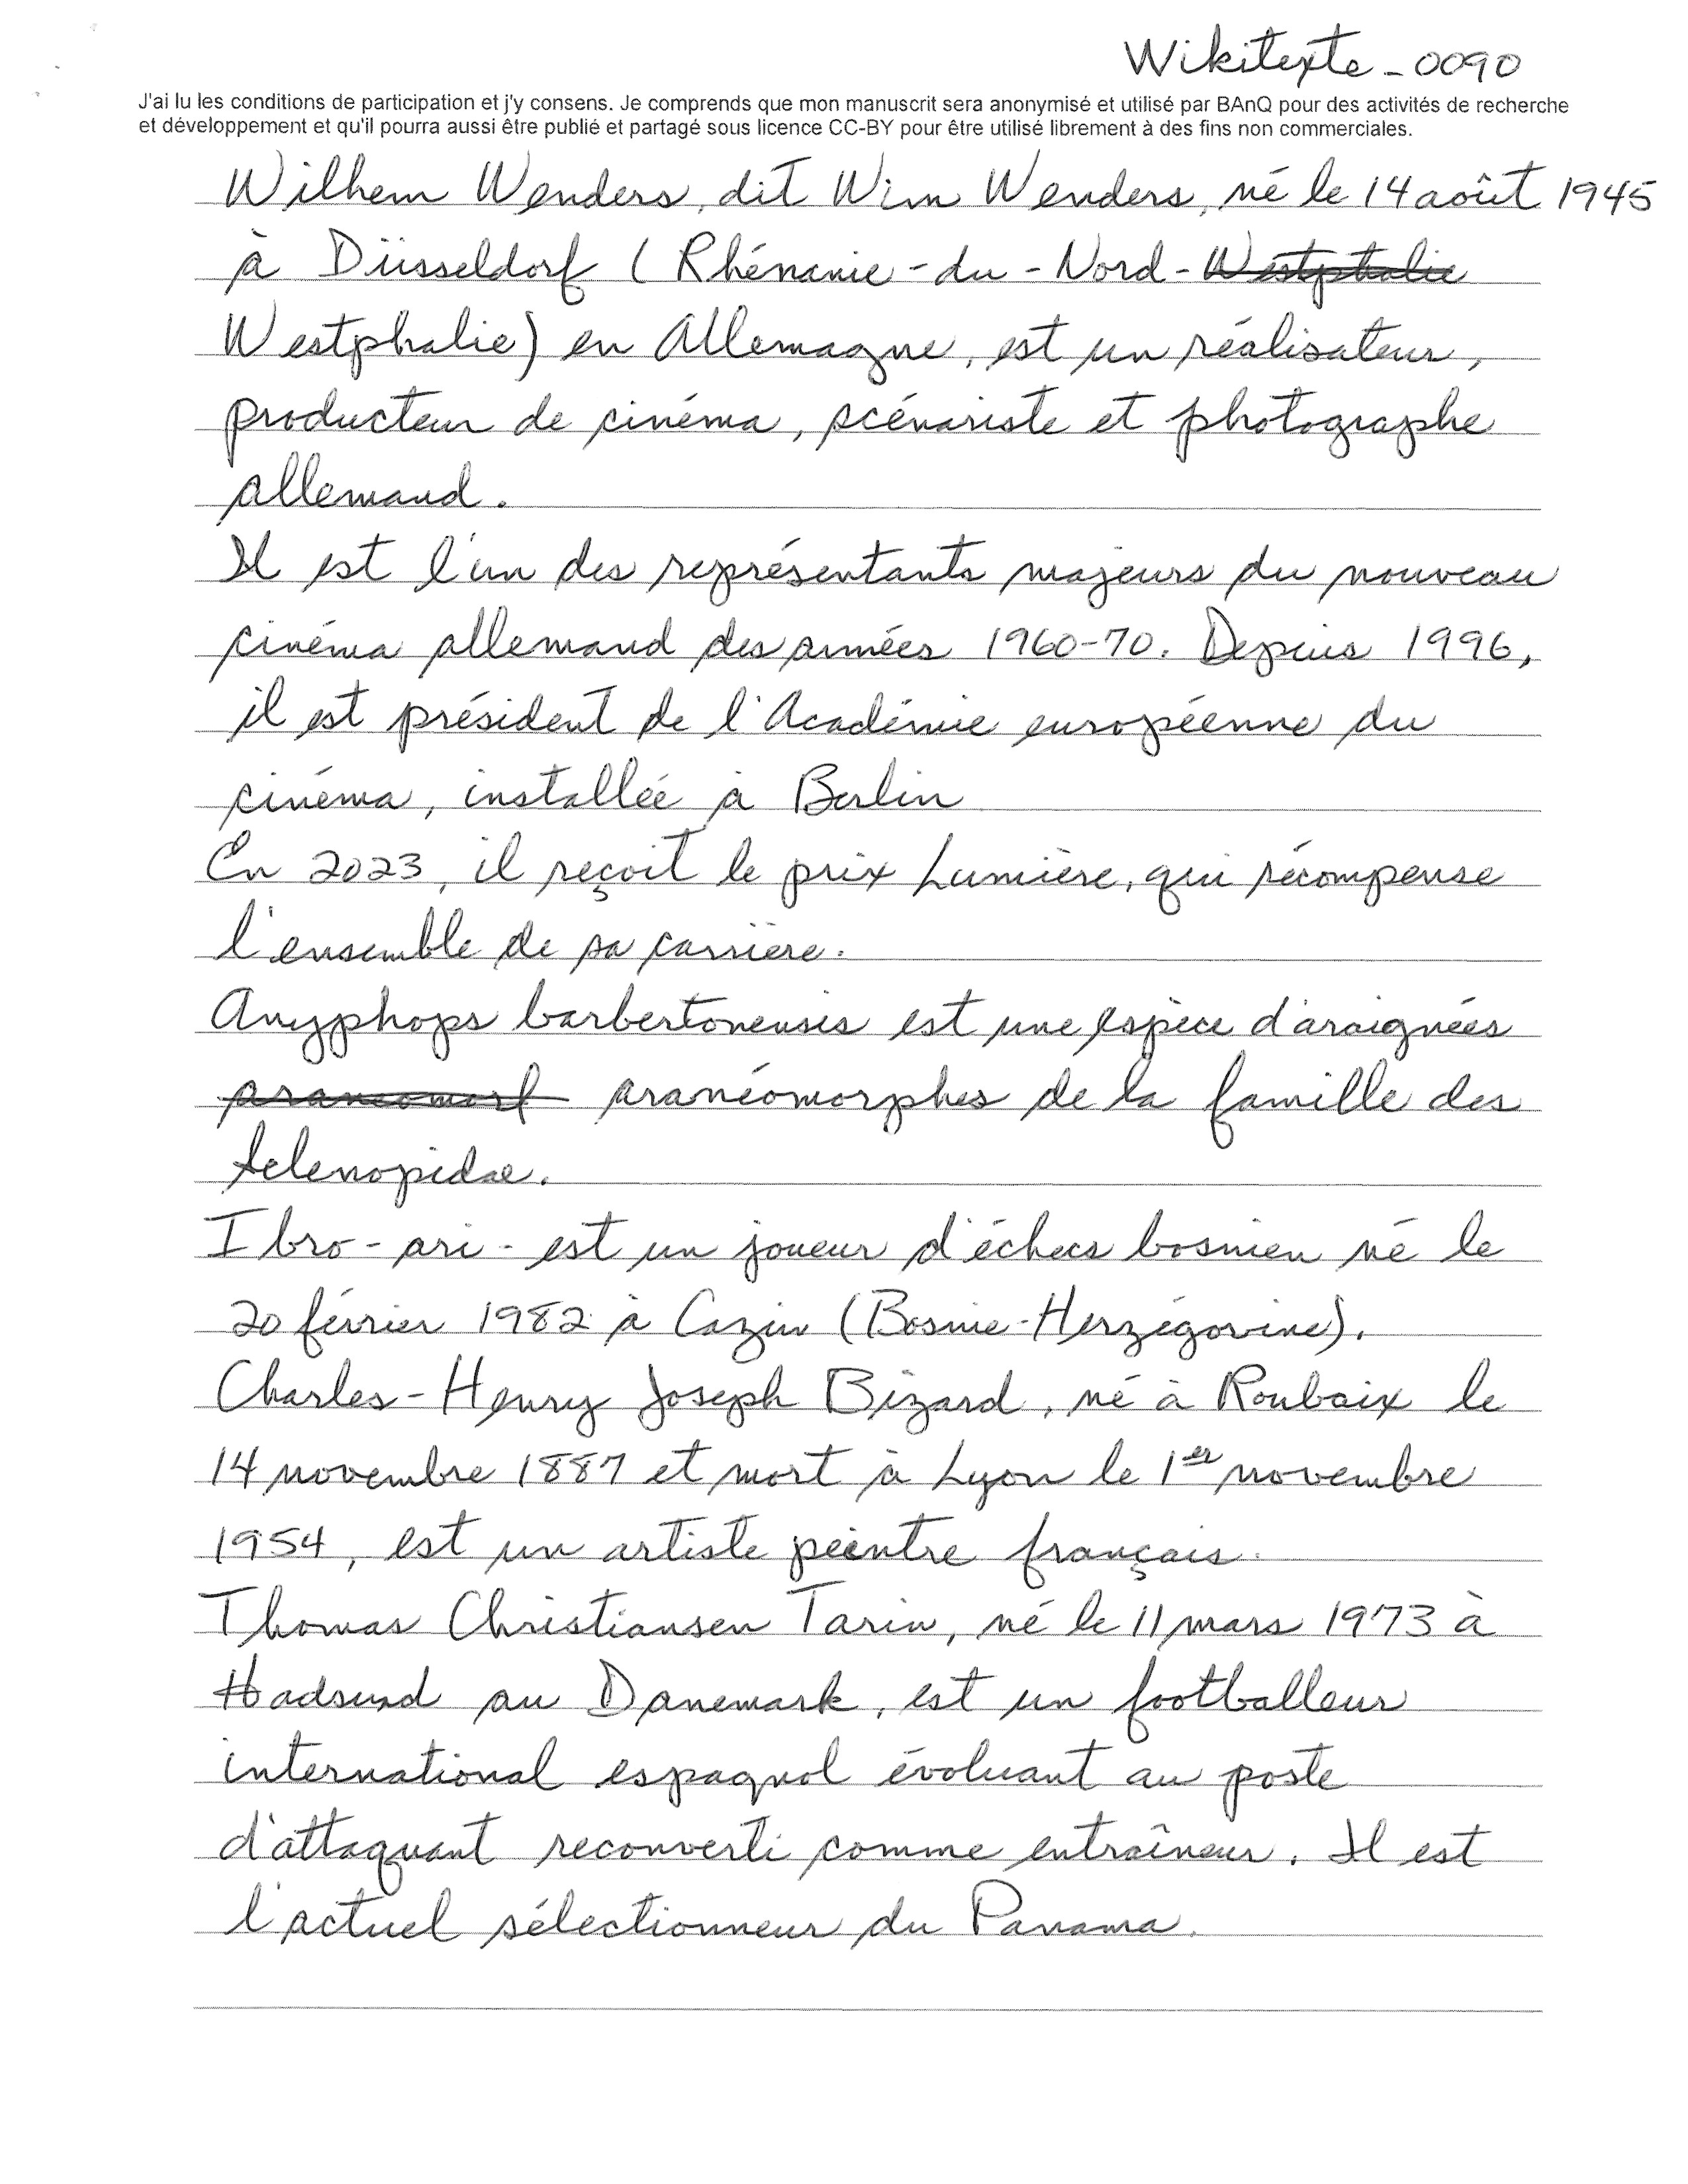 Wikitexte_0090
J'ai lu les conditions de participation et j'y consens. Je comprends que mon manuscrit sera anonymisé et utilisé par BAnQ pour des activités de recherche
et développement et qu'il pourra aussi être publié et partagé sous licence CC-BY pour être utilisé librement à des fins non commerciales.
Wilhem Wenders, dit Wim Wenders, né le 14 août 1945
à Düsseldorf (Rhénanie-du-Nord-Westphalie
Westphalie) en Allemagne, est un réalisateur,
producteur de cinéma, scénariste et photographe
allemand.
Il est l'un des représentants majeurs du nouveau
cinéma allemand des années 1960-70. Depuis 1996,
il est président de l'Académie européenne du
cinéma, installée à Berlin
En 2023, il reçoit le prix Lumière, qui récompense
l'ensemble de sa carrière.
Anyphops barbertonensis est une espèce d'araignées
araneomorf aranéomorphes de la famille des
Selenopidae.
Ibro-ari- est un joueur d'échecs bosnien né le
20 février 1982 à Cazin (Bosnie-Herzégovine).
Charles-Henry Joseph Bizard, né à Roubaix le
14 novembre 1887 et mort à Lyon le 1er novembre
1954, est un artiste peintre français.
Thomas Christiansen Tarin, né le 11 mars 1973 à
Hadsund au Danemark, est un footballeur
international espagnol évoluant au poste
d'attaquant reconverti comme entraîneur. Il est
l'actuel sélectionneur du Panama.